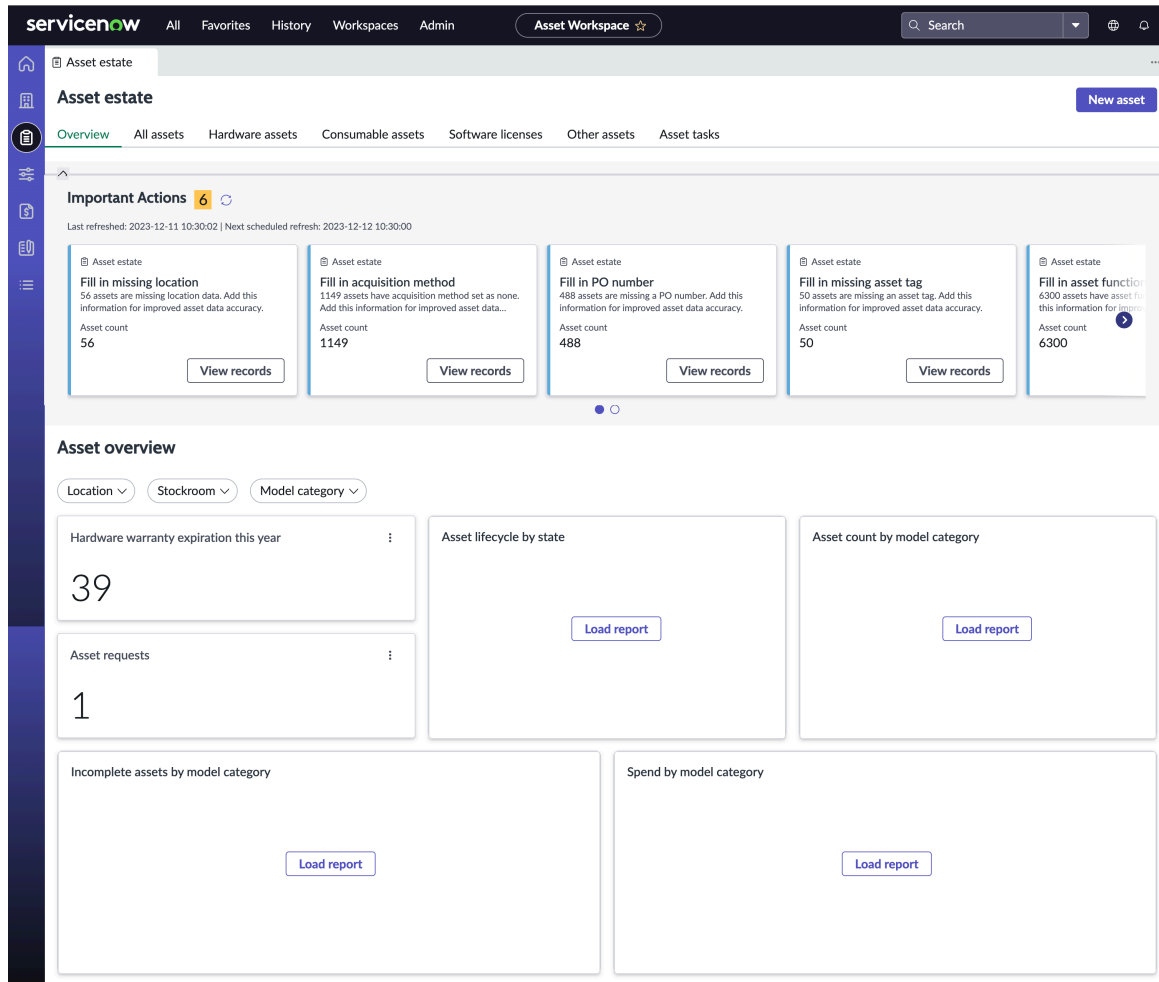 servicenow All Favorites History Workspaces Admin Asset Workspace Search
Asset estate
Asset estate
New asset
Overview All assets Hardware assets Consumable assets Software licenses Other assets Asset tasks
Important Actions 6
Last refreshed: 2023-12-11 10:30:02 | Next scheduled refresh: 2023-12-12 10:30:00
Asset estate
Fill in missing location
56 assets are missing location data. Add this
information for improved asset data accuracy.
Asset count
56
View records
Asset estate
Fill in acquisition method
1149 assets have acquisition method set as none.
Add this information for improved asset data...
Asset count
1149
View records
Asset estate
Fill in PO number
488 assets are missing a PO number. Add this
information for improved asset data accuracy.
Asset count
488
View records
Asset estate
Fill in missing asset tag
50 assets are missing an asset tag. Add this
information for improved asset data accuracy.
Asset count
50
View records
Asset estate
Fill in asset function
6300 assets have asset
this information for
Asset count
6300
Asset overview
Location Stockroom Model category
Hardware warranty expiration this year
39
Asset requests
1
Asset lifecycle by state
Load report
Asset count by model category
Load report
Incomplete assets by model category
Load report
Spend by model category
Load report